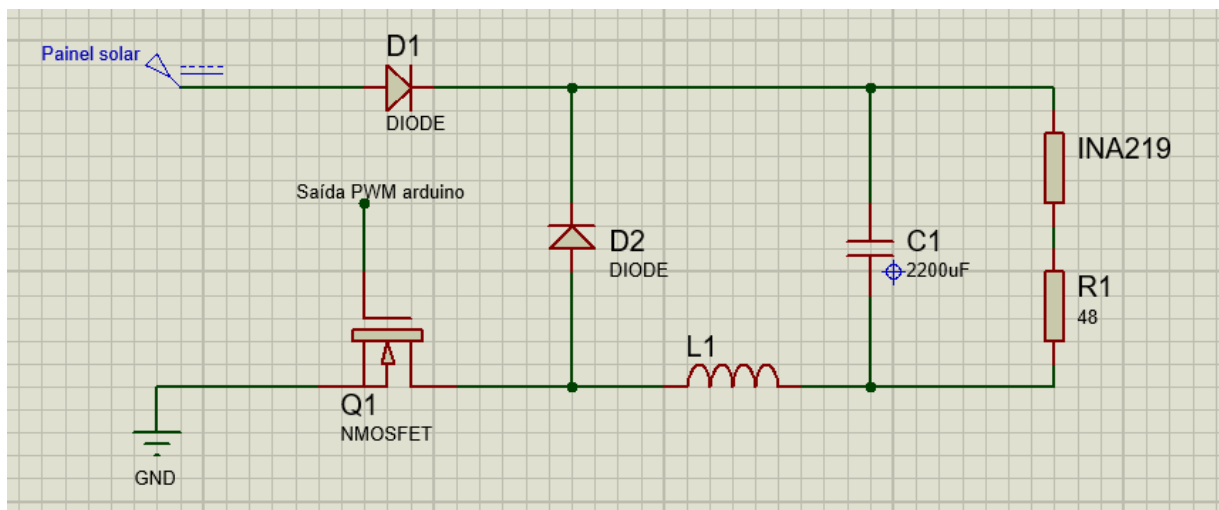 Painel solar
D1
DIODE
INA219
Saída PWM arduino
D2
DIODE
C1
2200uF
R1
48
L1
Q1
NMOSFET
GND